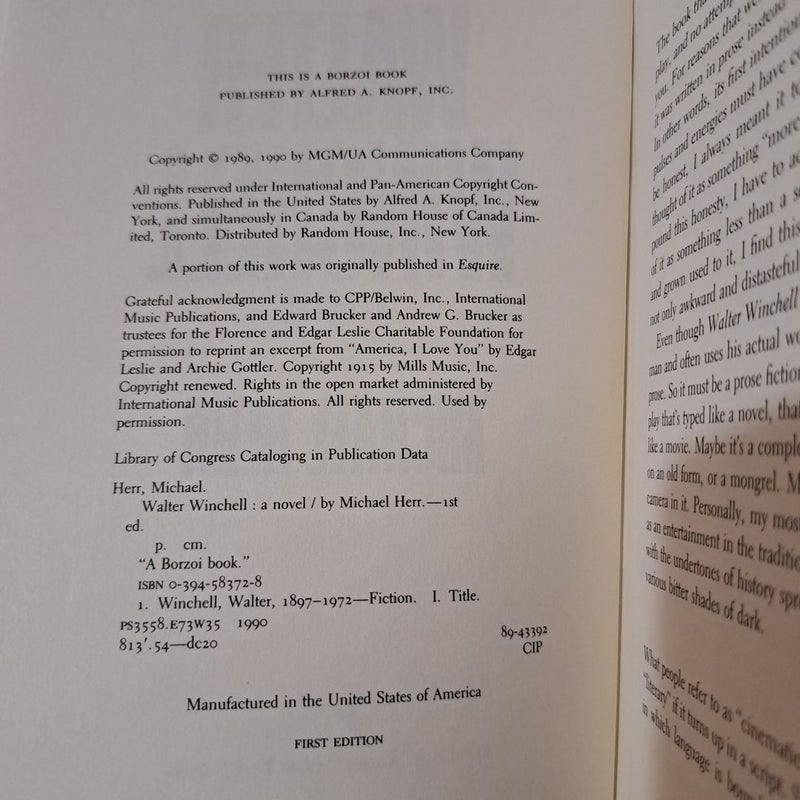 THIS IS A BORZOI BOOK
PUBLISHED BY ALFRED A. KNOPF, INC.
Copyright © 1989, 1990 by MGM/UA Communications Company
All rights reserved under International and Pan-American Copyright Con-
ventions. Published in the United States by Alfred A. Knopf, Inc., New
York, and simultaneously in Canada by Random House of Canada Lim-
ited, Toronto. Distributed by Random House, Inc., New York.
A portion of this work was originally published in Esquire.
Grateful acknowledgment is made to CPP/Belwin, Inc., International
Music Publications, and Edward Brucker and Andrew G. Brucker as
trustees for the Florence and Edgar Leslie Charitable Foundation for
permission to reprint an excerpt from "America, I Love You" by Edgar
Leslie and Archie Gottler. Copyright 1915 by Mills Music, Inc.
Copyright renewed. Rights in the open market administered by
International Music Publications. All rights reserved. Used by
permission.
Library of Congress Cataloging in Publication Data
Herr, Michael.
Walter Winchell : a novel / by Michael Herr.—1st
ed.
p. cm.
"A Borzoi book."
ISBN 0-394-58372-8
1. Winchell, Walter, 1897–1972—Fiction. I. Title.
PS3558.E73W35 1990
813'.54—dc20
89-43392
CIP
Manufactured in the United States of America
FIRST EDITION
The book
play, and no
you. For reasons that
it was written in prose instead
In other words, its first
pulses and energies must have
be honest, I always meant it
thought of it as something "more
pound this honesty, I have to
of it as something less than a
and grown used to it, I find this
not only awkward and distasteful
Even though Walter Winchell
man and often uses his actual
prose. So it must be a prose
play that's typed like a novel,
like a movie. Maybe it's a
on an old form, or a mongrel.
camera in it. Personally, my
as an entertainment in the
with the undertones of history
various bitter shades of dark.
What people refer to as
"literary" if it turns up in a script.
in which language is